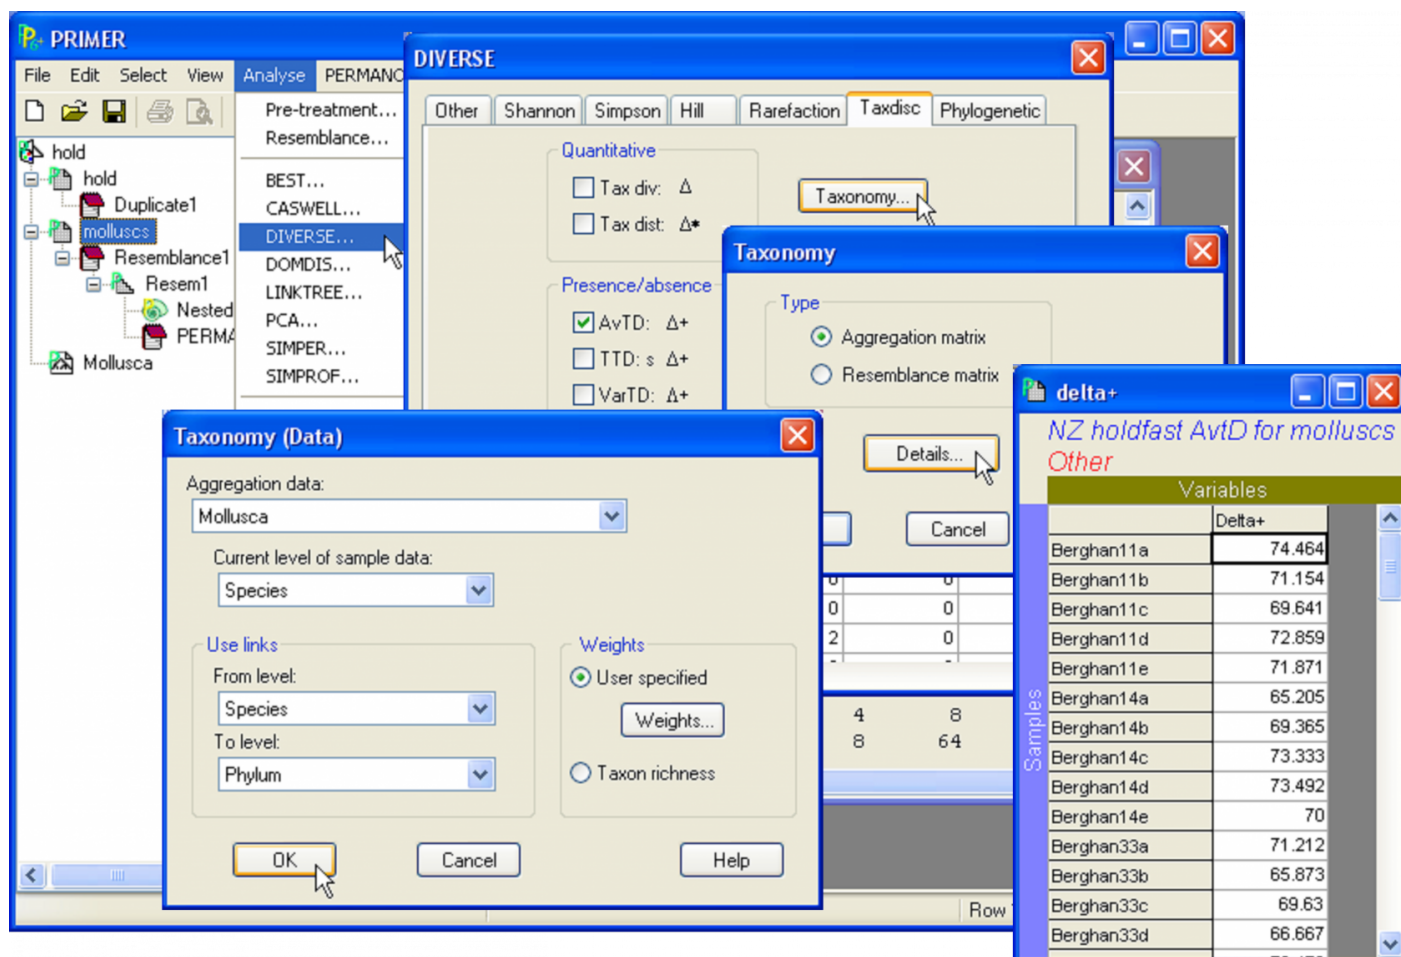 PRIMER
File Edit Select View Analyse PERMANC
hold
hold
Duplicate1
molluscs
Resemblance1
Resem1
Nested
PERMA
Mollusca
Pre-treatment...
Resemblance...
BEST...
CASWELL...
DIVERSE...
DOMDIS...
LINKTREE...
PCA...
SIMPER...
SIMPROF...
DIVERSE
Other Shannon Simpson Hill Rarefaction Taxdisc Phylogenetic
Quantitative
Tax div: Δ
Tax dist: Δ*
Taxonomy...
Presence/absence
AvTD: Δ+
TTD: s Δ+
VarTD: Δ+
Taxonomy
Type
Aggregation matrix
Resemblance matrix
Details...
Cancel
Taxonomy (Data)
Aggregation data:
Mollusca
Current level of sample data:
Species
Use links
From level:
Species
To level:
Phylum
Weights
User specified
Weights...
Taxon richness
OK Cancel Help
0 0
0 0
2 0
4 8
8 64
Row
delta+
NZ holdfast AvtD for molluscs
Other
Variables
Samples
Delta+
Berghan11a 74.464
Berghan11b 71.154
Berghan11c 69.641
Berghan11d 72.859
Berghan11e 71.871
Berghan14a 65.205
Berghan14b 69.365
Berghan14c 73.333
Berghan14d 73.492
Berghan14e 70
Berghan33a 71.212
Berghan33b 65.873
Berghan33c 69.63
Berghan33d 66.667